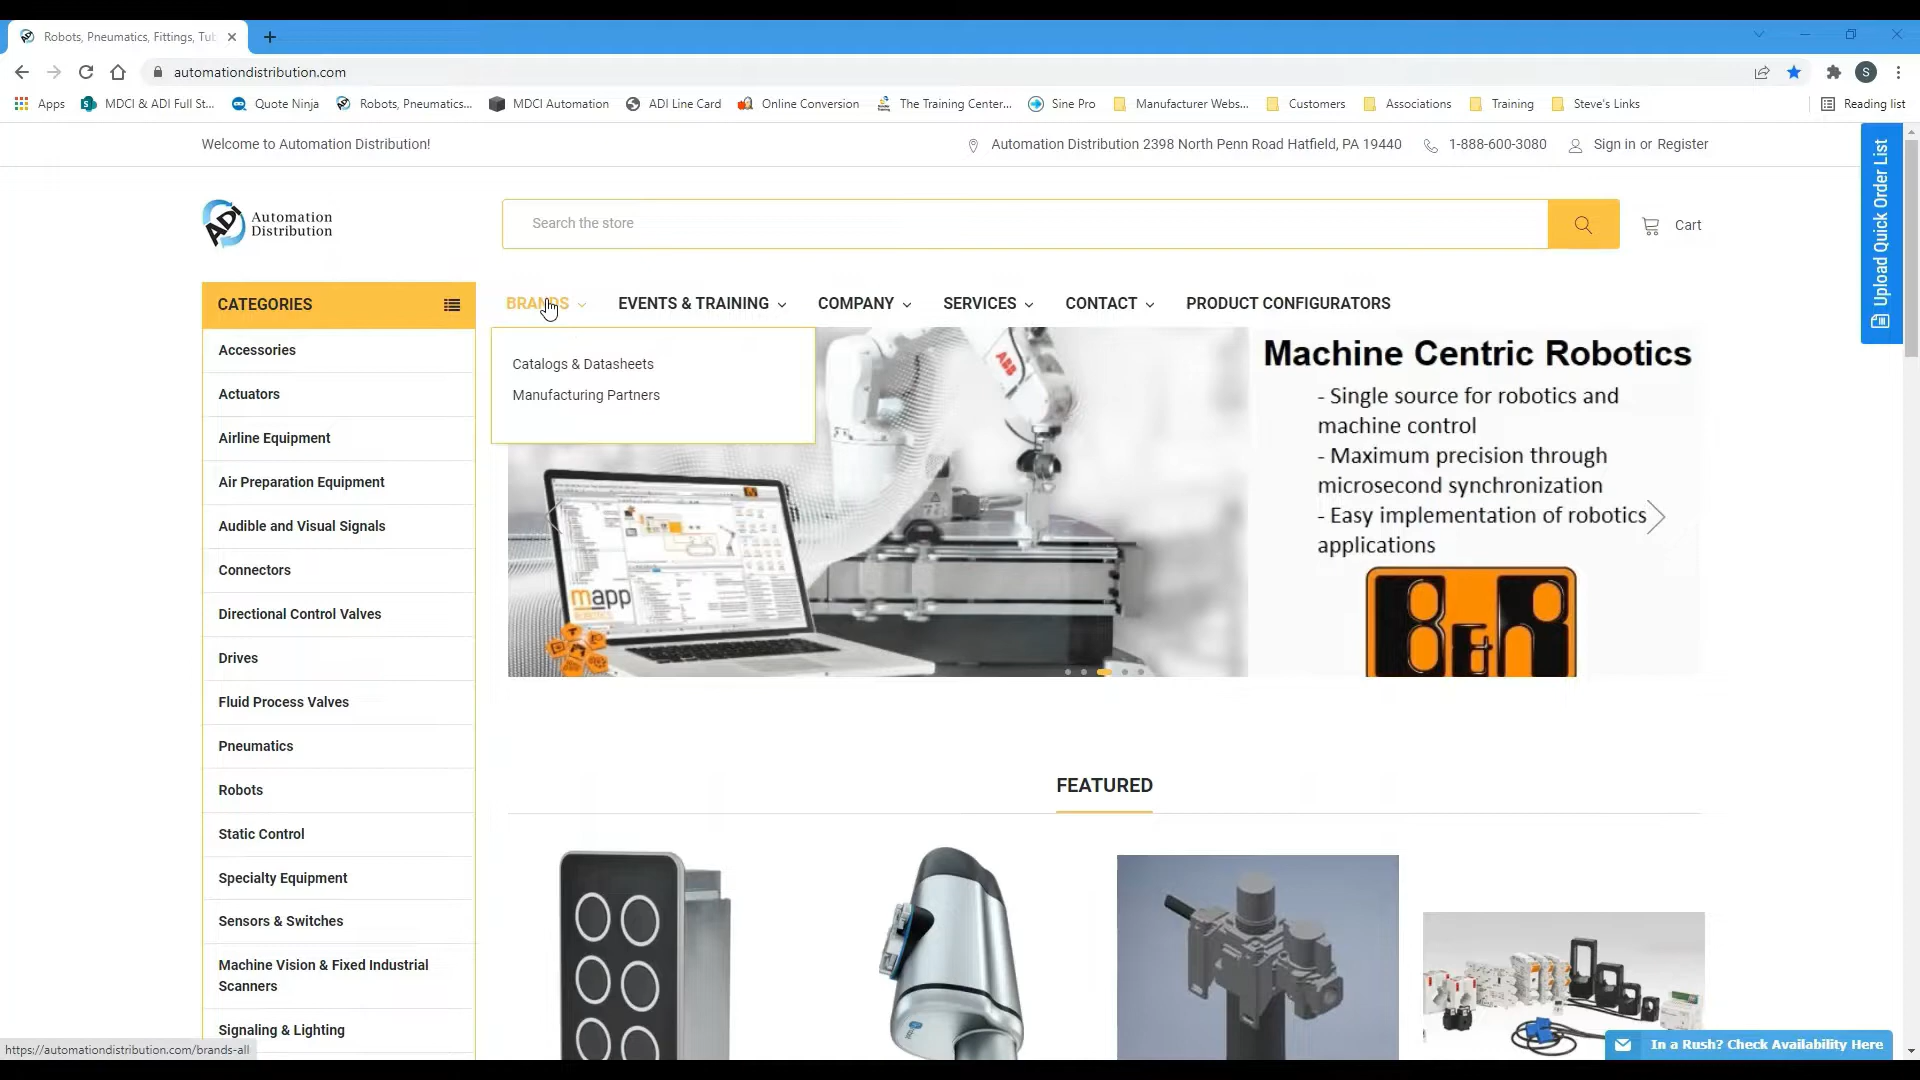 Robots, Pneumatics, Fittings, Tub
automationdistribution.com
S
Apps
MDCI & ADI Full St...
Quote Ninja
Robots, Pneumatics...
MDCI Automation
ADI Line Card
Online Conversion
The Training Center...
Sine Pro
Manufacturer Webs...
Customers
Associations
Training
Steve's Links
Reading list
Welcome to Automation Distribution!
Automation Distribution 2398 North Penn Road Hatfield, PA 19440
1-888-600-3080
Sign in or Register
Upload Quick Order List
ADI
Automation
Distribution
Search the store
Cart
CATEGORIES
BRANDS
EVENTS & TRAINING
COMPANY
SERVICES
CONTACT
PRODUCT CONFIGURATORS
Catalogs & Datasheets
Manufacturing Partners
Accessories
Actuators
Airline Equipment
Air Preparation Equipment
Audible and Visual Signals
Connectors
Directional Control Valves
Drives
Fluid Process Valves
Pneumatics
Robots
Static Control
Specialty Equipment
Sensors & Switches
Machine Vision & Fixed Industrial
Scanners
Signaling & Lighting
ABB
mapp
ROBOTICS
Machine Centric Robotics
- Single source for robotics and
machine control
- Maximum precision through
microsecond synchronization
- Easy implementation of robotics
applications
B&R
FEATURED
https://automationdistribution.com/brands-all
In a Rush? Check Availability Here